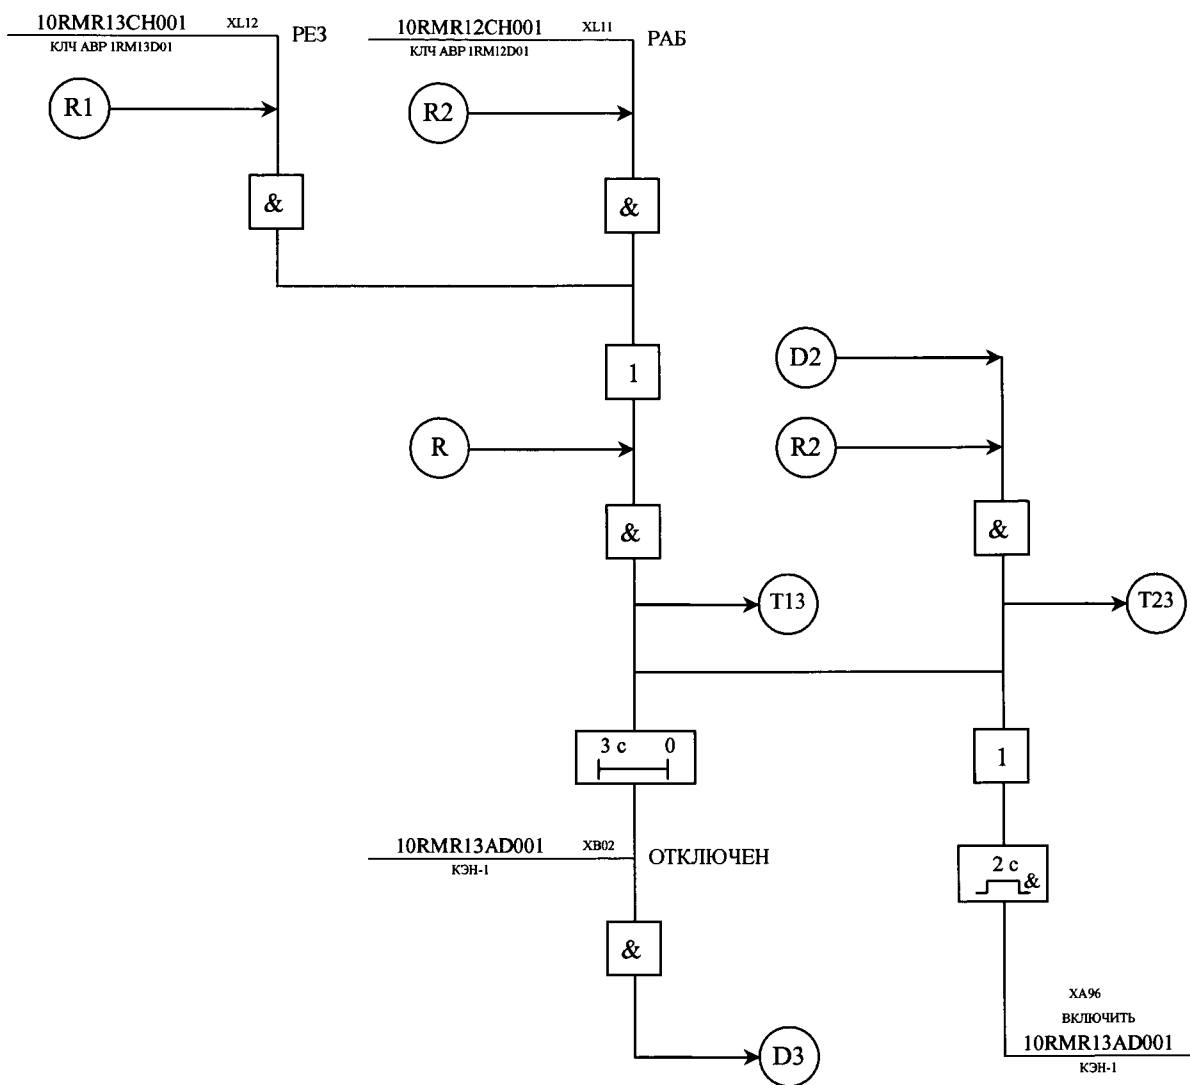 10RMR13CH001 XL12 РЕЗ
КЛЧ АВР 1RM13D01
10RMR12CH001 XL11 РАБ
КЛЧ АВР 1RM12D01
R1
R2
&
&
1
D2
R
R2
&
&
T13
T23
3 с 0
1
10RMR13AD001 XB02 ОТКЛЮЧЕН
КЭН-1
2 с
&
&
XA96
ВКЛЮЧИТЬ
10RMR13AD001
КЭН-1
D3